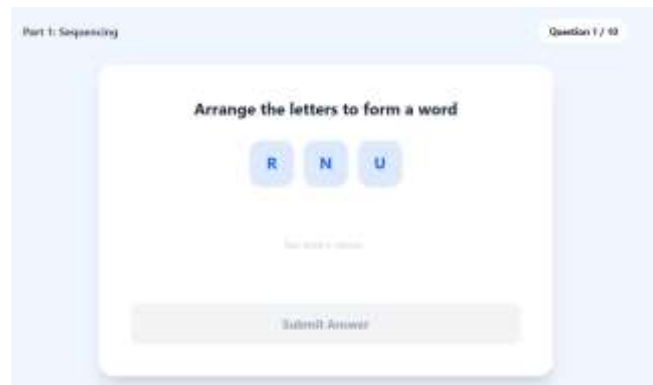 Part 1: Sequencing
Question 1 / 10
Arrange the letters to form a word
R N U
Submit Answer